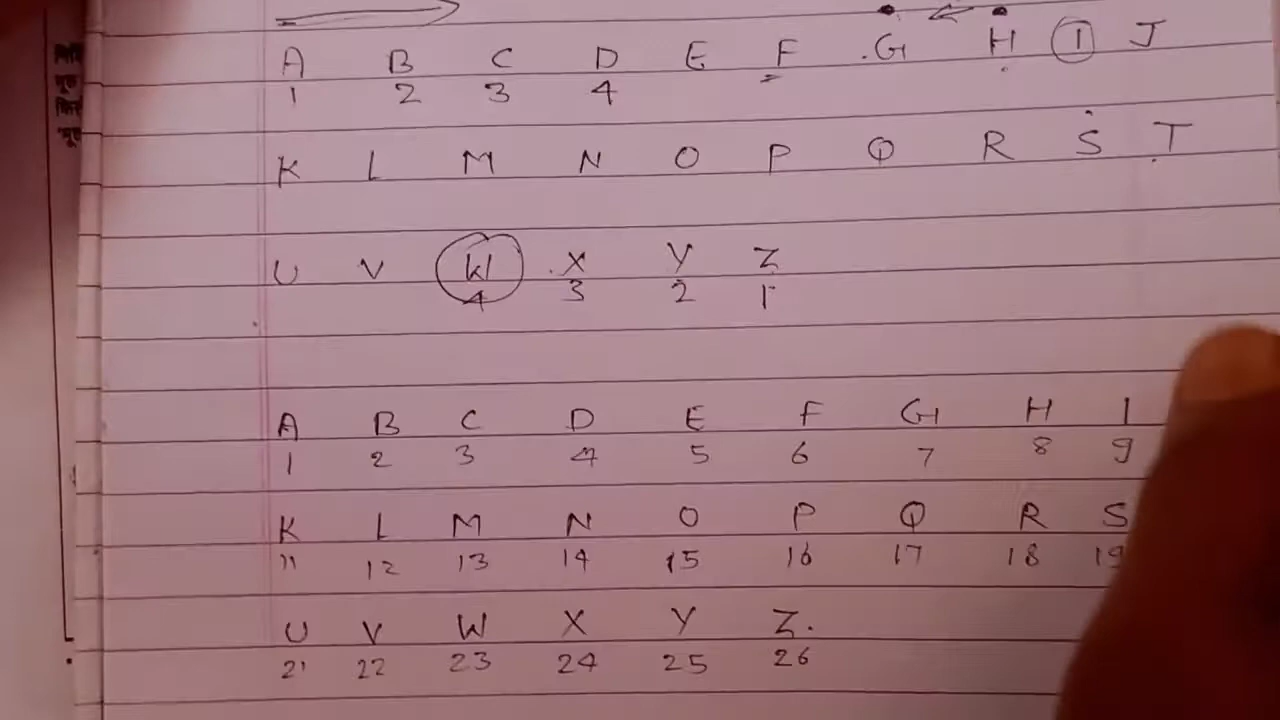 A B C D E F G H I J
1 2 3 4
K L M N O P Q R S T
U V W X Y Z
4 3 2 1
A B C D E F G H I
1 2 3 4 5 6 7 8 9
K L M N O P Q R S
11 12 13 14 15 16 17 18 19
U V W X Y Z.
21 22 23 24 25 26